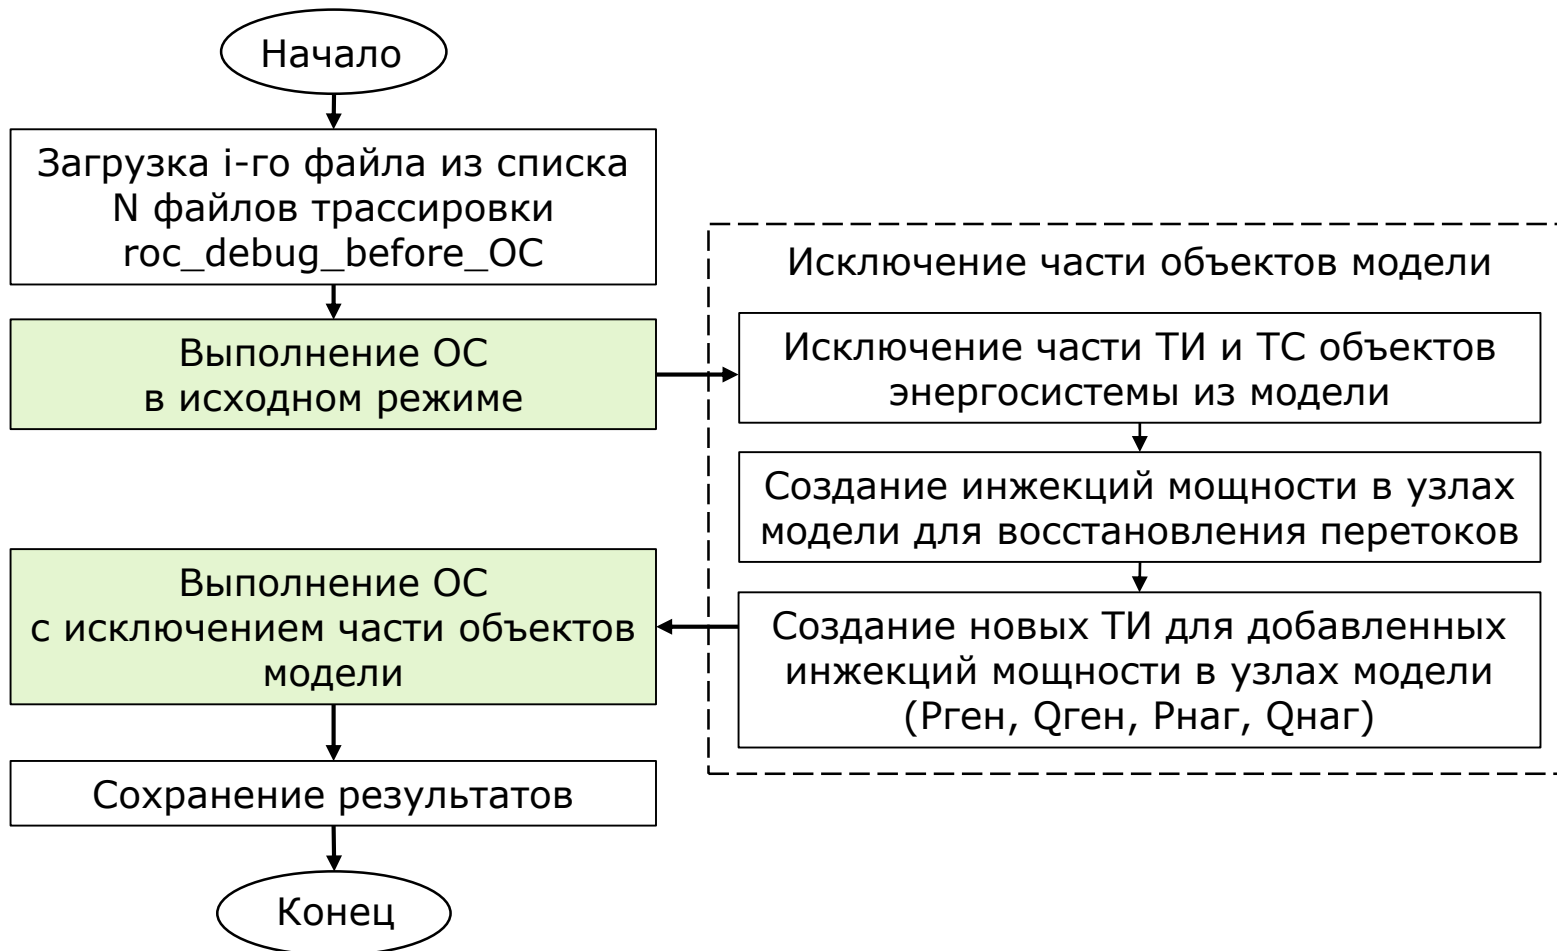 Начало
Загрузка i-го файла из списка
N файлов трассировки
roc_debug_before_ОС
Выполнение ОС
в исходном режиме
Исключение части объектов модели
Исключение части ТИ и ТС объектов
энергосистемы из модели
Создание инжекций мощности в узлах
модели для восстановления перетоков
Создание новых ТИ для добавленных
инжекций мощности в узлах модели
(Pген, Qген, Pнаг, Qнаг)
Выполнение ОС
с исключением части объектов
модели
Сохранение результатов
Конец